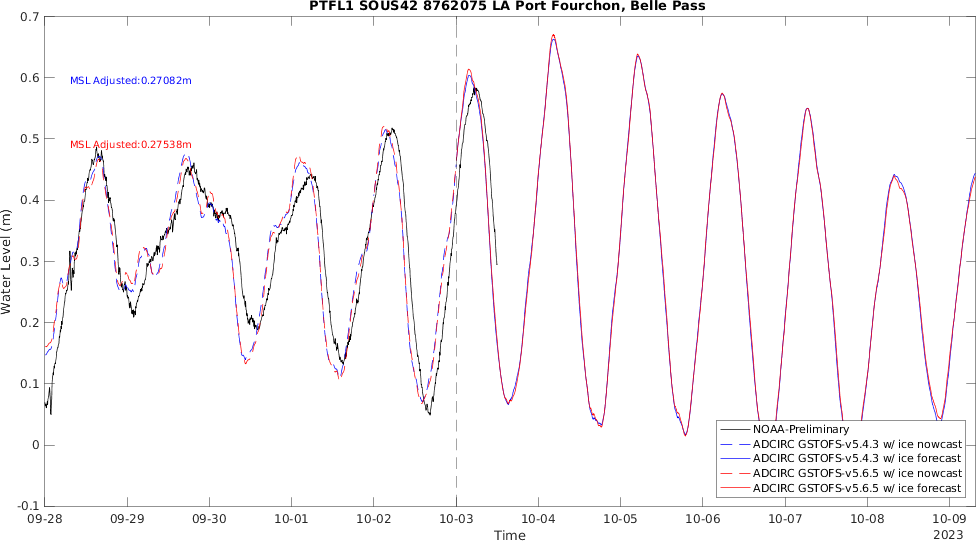 PTFL1 SOUS42 8762075 LA Port Fourchon, Belle Pass
0.7
0.6
0.5
0.4
0.3
0.2
0.1
0
-0.1
Water Level (m)
MSL Adjusted:0.27082m
MSL Adjusted:0.27538m
NOAA-Preliminary
ADCIRC GSTOFS-v5.4.3 w/ ice nowcast
ADCIRC GSTOFS-v5.4.3 w/ ice forecast
ADCIRC GSTOFS-v5.6.5 w/ ice nowcast
ADCIRC GSTOFS-v5.6.5 w/ ice forecast
09-28 09-29 09-30 10-01 10-02 10-03 10-04 10-05 10-06 10-07 10-08 10-09
Time
2023